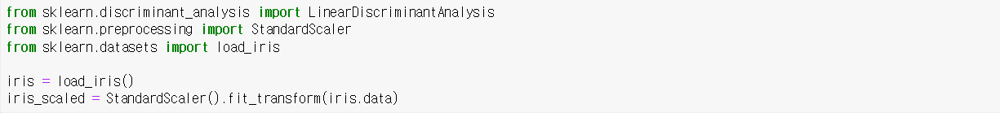 from sklearn.discriminant_analysis import LinearDiscriminantAnalysis
from sklearn.preprocessing import StandardScaler
from sklearn.datasets import load_iris
iris = load_iris()
iris_scaled = StandardScaler().fit_transform(iris.data)